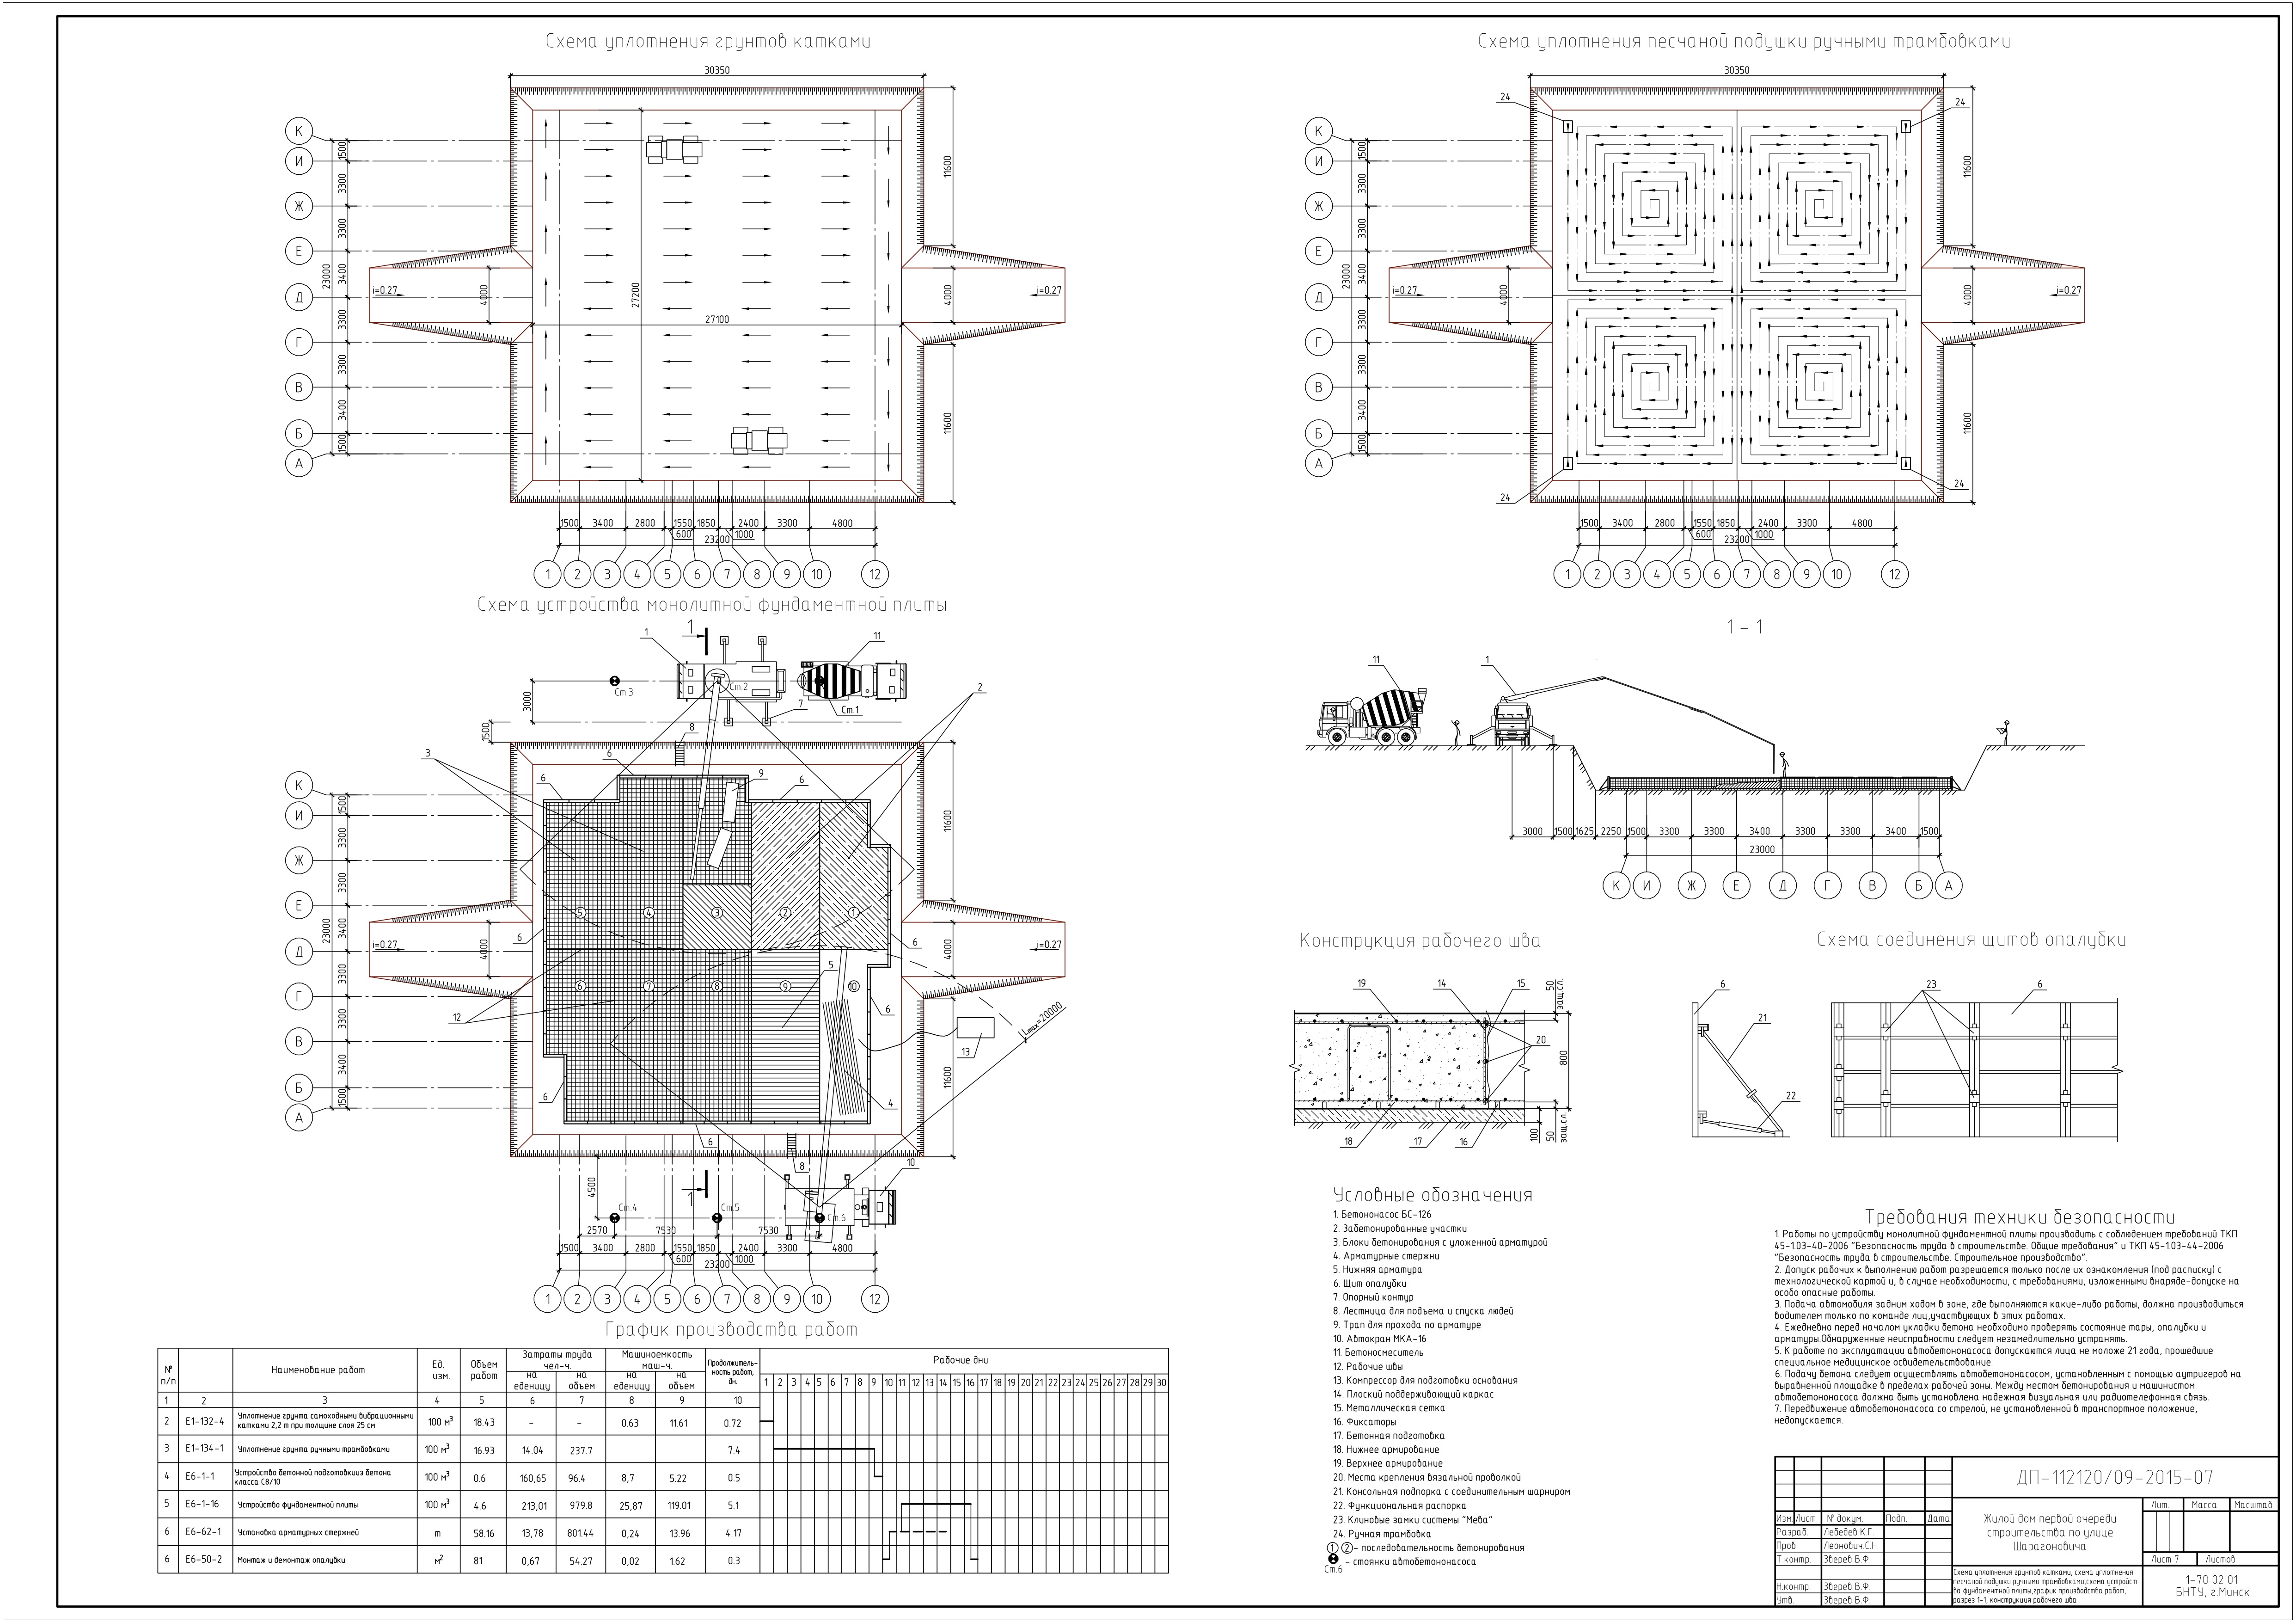 Схема уплотнения грунтов катками
30350
К
И
Ж
Е
Д
Г
В
Б
А
1500
3300
3300
3400
3300
3300
3400
1500
23000
11600
11600
4000
4000
i=0.27
i=0.27
27200
27100
1500 3400 2800 1550 1850 2400 3300 4800
600 1000
23200
1 2 3 4 5 6 7 8 9 10 12
Схема уплотнения песчаной подушки ручными трамбовками
30350
24
24
24
24
К
И
Ж
Е
Д
Г
В
Б
А
1500
3300
3300
3400
3300
3300
3400
1500
23000
11600
11600
4000
4000
i=0.27
i=0.27
1500 3400 2800 1550 1850 2400 3300 4800
600 1000
23200
1 2 3 4 5 6 7 8 9 10 12
Схема устройства монолитной фундаментной плиты
1
1
11
Ст.3
Ст.2
Ст.1
7
2
3000
1500
8
3
6
6
9
6
К
И
Ж
Е
Д
Г
В
Б
А
1500
3300
3300
3400
3300
3300
3400
1500
23000
11600
11600
4000
4000
i=0.27
i=0.27
5 4 3 2 1
6
6
6 7 8 9 10
5
6
12
13
Lmax=20000
6
4
6
8
10
4500
1
Ст.4
Ст.5
Ст.6
2570 7530 7530
1500 3400 2800 1550 1850 2400 3300 4800
600 1000
23200
1 2 3 4 5 6 7 8 9 10 12
1 - 1
11
1
3000 1500 1625 2250 1500 3300 3300 3400 3300 3300 3400 1500
23000
К И Ж Е Д Г В Б А
Конструкция рабочего шва
19
14
15
20
50
защ.сл.
800
100
50
защ.сл.
18
17
16
Схема соединения щитов опалубки
6
21
22
23
6
Условные обозначения
1. Бетононасос БС-126
2. Забетонированные участки
3. Блоки бетонирования с уложенной арматурой
4. Арматурные стержни
5. Нижняя арматура
6. Щит опалубки
7. Опорный контур
8. Лестница для подъема и спуска людей
9. Трап для прохода по арматуре
10. Автокран МКА-16
11. Бетоносмеситель
12. Рабочие швы
13. Компрессор для подготовки основания
14. Плоский поддерживающий каркас
15. Металлическая сетка
16. Фиксаторы
17. Бетонная подготовка
18. Нижнее армирование
19. Верхнее армирование
20. Места крепления вязальной проволкой
21. Консольная подпорка с соединительным шарниром
22. Функциональная распорка
23. Клиновые замки системы "Мева"
24. Ручная трамбовка
1 2 - последовательность бетонирования
- стоянки автобетононасоса
Ст.6
Требования техники безопасности
1. Работы по устройству монолитной фундаментной плиты производить с соблюдением требований ТКП
45-1.03-40-2006 "Безопасность труда в строительстве. Общие требования" и ТКП 45-1.03-44-2006
"Безопасность труда в строительстве. Строительное производство".
2. Допуск рабочих к выполнению работ разрешается только после их ознакомления (под расписку) с
технологической картой и, в случае необходимости, с требованиями, изложенными внаряде-допуске на
особо опасные работы.
3. Подача автомобиля задним ходом в зоне, где выполняются какие-либо работы, должна производиться
водителем только по команде лиц,участвующих в этих работах.
4. Ежедневно перед началом укладки бетона необходимо проверять состояние тары, опалубки и
арматуры.Обнаруженные неисправности следует незамедлительно устранять.
5. К работе по эксплуатации автобетононасоса допускаются лица не моложе 21 года, прошедшие
специальное медицинское освидетельствование.
6. Подачу бетона следует осуществлять автобетононасосом, установленным с помощью аутригеров на
выравненной площадке в пределах рабочей зоны. Между местом бетонирования и машинистом
автобетононасоса должна быть установлена надежная визуальная или радиотелефонная связь.
7. Передвижение автобетононасоса со стрелой, не установленной в транспортное положение,
недопускается.
График производства работ
№ п/п Наименование работ Ед. изм. Объем работ Затраты труда чел-ч. Машиноемкость маш-ч. Продолжитель-ность работ, дн. Рабочие дни
на единицу на объем на единицу на объем
1 2 3 4 5 6 7 8 9 10 11 12 13 14 15 16 17 18 19 20 21 22 23 24 25 26 27 28 29 30
1 2 3 4 5 6 7 8 9 10
2 Е1-132-4 Уплотнение грунта самоходными вибрационными катками 2,2 т при толщине слоя 25 см 100 м3 18.43 - - 0.63 11.61 0.72
3 Е1-134-1 Уплотнение грунта ручными трамбовками 100 м3 16.93 14.04 237.7 7.4
4 Е6-1-1 Устройство бетонной подготовкииз бетона класса С8/10 100 м3 0.6 160,65 96.4 8,7 5.22 0.5
5 Е6-1-16 Устройство фундаментной плиты 100 м3 4.6 213,01 979.8 25,87 119.01 5.1
6 Е6-62-1 Установка арматурных стержней т 58.16 13,78 801.44 0,24 13.96 4.17
6 Е6-50-2 Монтаж и демонтаж опалубки м2 81 0,67 54.27 0,02 1.62 0.3
ДП-112120/09-2015-07
Изм. Лист № докум. Подп. Дата
Разраб. Лебедев К.Г.
Пров. Леонович.С.Н.
Т.контр. Зверев В.Ф.
Н.контр. Зверев В.Ф.
Утв. Зверев В.Ф.
Жилой дом первой очереди
строительства по улице
Шарагоновича
Лит. Масса Масштаб
Лист 7 Листов
Схема уплотнения грунтов катками, схема уплотнения
песчаной подушки ручными трамбовками,схема устройст-
ва фундаментной плиты,график производства работ,
разрез 1-1, конструкция рабочего шва
1-70 02 01
БНТУ, г.Минск